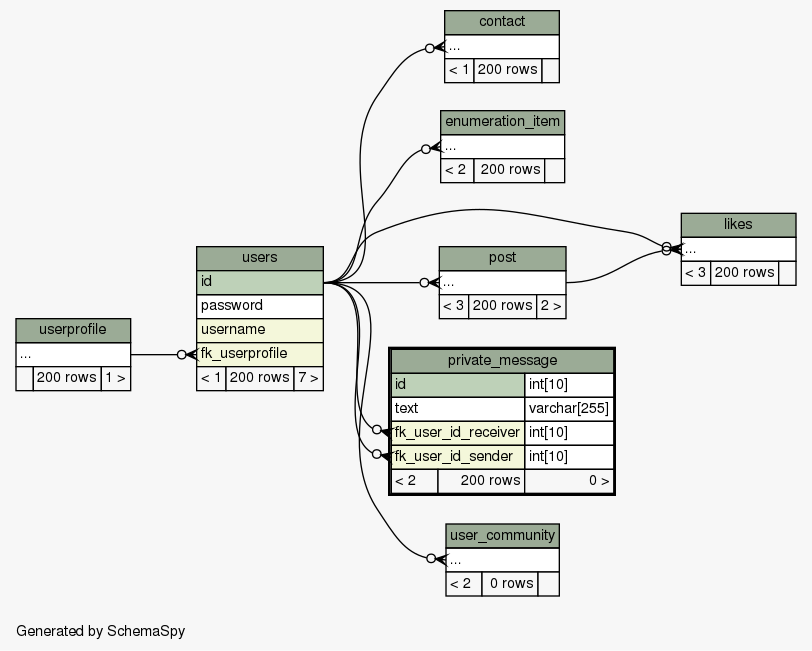 contact
...
< 1 200 rows
enumeration_item
...
< 2 200 rows
likes
...
< 3 200 rows
users
id
password
username
fk_userprofile
< 1 200 rows 7 >
post
...
< 3 200 rows 2 >
userprofile
...
200 rows 1 >
private_message
id int[10]
text varchar[255]
fk_user_id_receiver int[10]
fk_user_id_sender int[10]
< 2 200 rows 0 >
user_community
...
< 2 0 rows
Generated by SchemaSpy